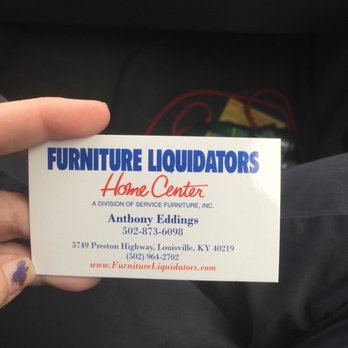 FURNITURE LIQUIDATORS
Home Center
A DIVISION OF SERVICE FURNITURE, INC.
Anthony Eddings
502-873-6098
5749 Preston Highway, Louisville, KY 40219
(502) 964-2702
www.FurnitureLiquidators.com